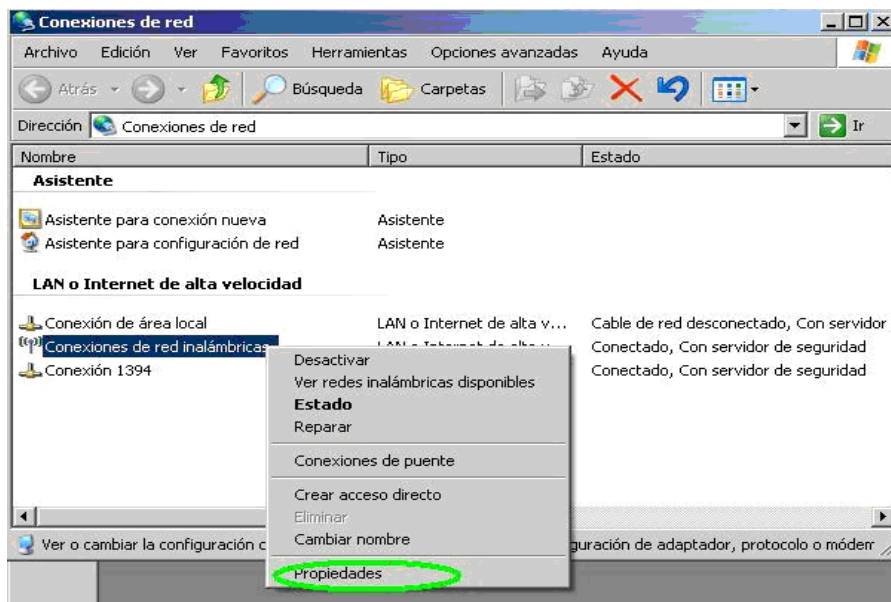 Conexiones de red
Archivo Edición Ver Favoritos Herramientas Opciones avanzadas Ayuda
Atrás Búsqueda Carpetas
Dirección Conexiones de red Ir
Nombre Tipo Estado
Asistente
Asistente para conexión nueva Asistente
Asistente para configuración de red Asistente
LAN o Internet de alta velocidad
Conexión de área local LAN o Internet de alta v... Cable de red desconectado, Con servidor
Conexiones de red inalámbricas LAN o Internet de alta v... Conectado, Con servidor de seguridad
Conexión 1394 Conectado, Con servidor de seguridad
Desactivar
Ver redes inalámbricas disponibles
Estado
Reparar
Conexiones de puente
Crear acceso directo
Eliminar
Cambiar nombre
Propiedades
Ver o cambiar la configuración guración de adaptador, protocolo o módem